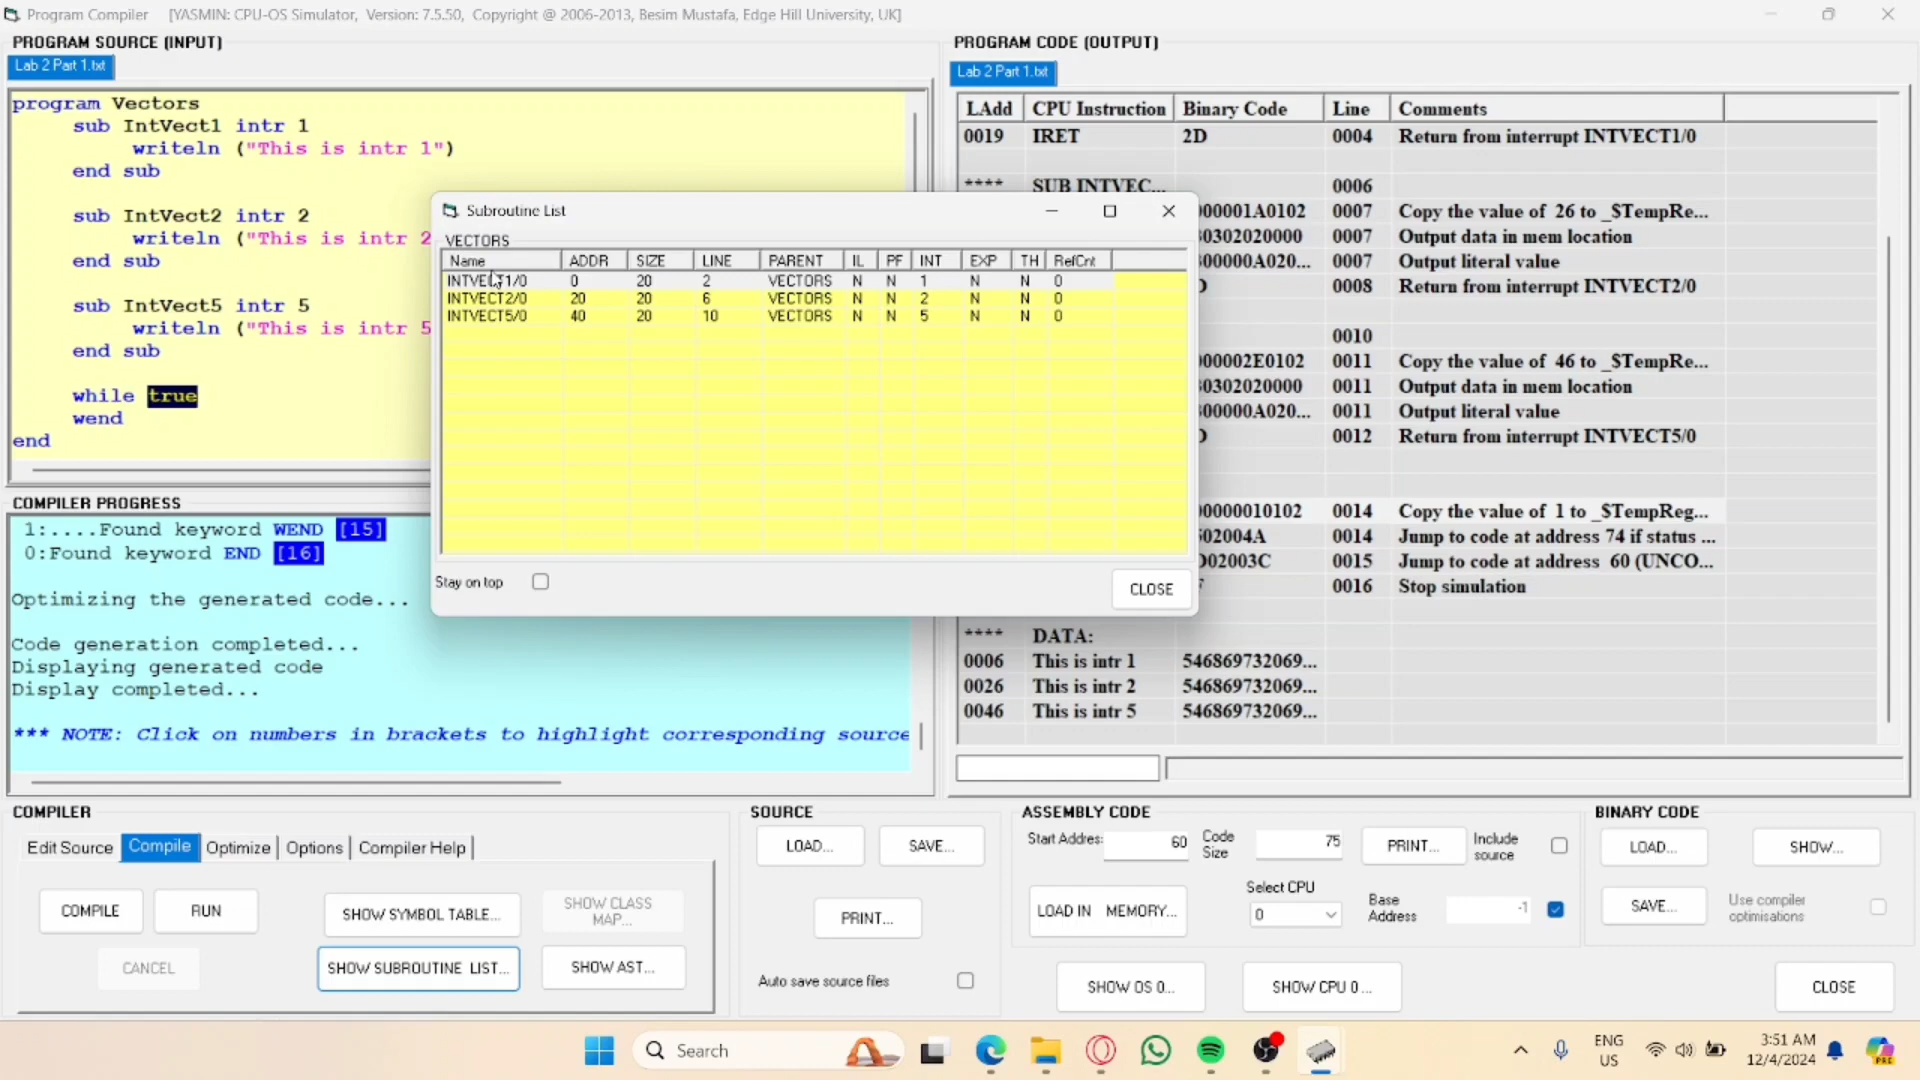 Program Compiler [YASMIN: CPU-OS Simulator, Version: 7.5.50, Copyright @ 2006-2013, Besim Mustafa, Edge Hill University, UK]
PROGRAM SOURCE (INPUT)
Lab 2 Part 1.txt
program Vectors
sub IntVect1 intr 1
writeln ("This is intr 1")
end sub
sub IntVect2 intr 2
writeln ("This is intr 2
end sub
sub IntVect5 intr 5
writeln ("This is intr 5
end sub
while true
wend
end
COMPILER PROGRESS
1:....Found keyword WEND [15]
0:Found keyword END [16]
Optimizing the generated code...
Code generation completed...
Displaying generated code
Display completed...
*** NOTE: Click on numbers in brackets to highlight corresponding source
PROGRAM CODE (OUTPUT)
Lab 2 Part 1.txt
LAdd CPU Instruction Binary Code Line Comments
0019 IRET 2D 0004 Return from interrupt INTVECT1/0
**** SUB INTVEC... 0006
000001A0102 0007 Copy the value of 26 to _$TempRe...
30302020000 0007 Output data in mem location
00000A020... 0007 Output literal value
0008 Return from interrupt INTVECT2/0
0010
000002E0102 0011 Copy the value of 46 to _$TempRe...
30302020000 0011 Output data in mem location
00000A020... 0011 Output literal value
0012 Return from interrupt INTVECT5/0
0000010102 0014 Copy the value of 1 to _$TempReg...
02004A 0014 Jump to code at address 74 if status ...
02003C 0015 Jump to code at address 60 (UNCO...
0016 Stop simulation
**** DATA:
0006 This is intr 1 546869732069...
0026 This is intr 2 546869732069...
0046 This is intr 5 546869732069...
Subroutine List
VECTORS
Name ADDR SIZE LINE PARENT IL PF INT EXP TH RefCnt
INTVECT1/0 0 20 2 VECTORS N N 1 N N 0
INTVECT2/0 20 20 6 VECTORS N N 2 N N 0
INTVECT5/0 40 20 10 VECTORS N N 5 N N 0
Stay on top
CLOSE
COMPILER
Edit Source Compile Optimize Options Compiler Help
COMPILE RUN SHOW SYMBOL TABLE... SHOW CLASS MAP...
CANCEL SHOW SUBROUTINE LIST... SHOW AST...
SOURCE
LOAD... SAVE...
PRINT...
Auto save source files
ASSEMBLY CODE
Start Addres: 60 Code Size 75 PRINT... Include source
LOAD IN MEMORY... Select CPU 0 Base Address -1
SHOW OS 0... SHOW CPU 0 ...
BINARY CODE
LOAD... SHOW...
SAVE... Use compiler optimisations
CLOSE
Search
ENG
US
3:51 AM
12/4/2024
PRE